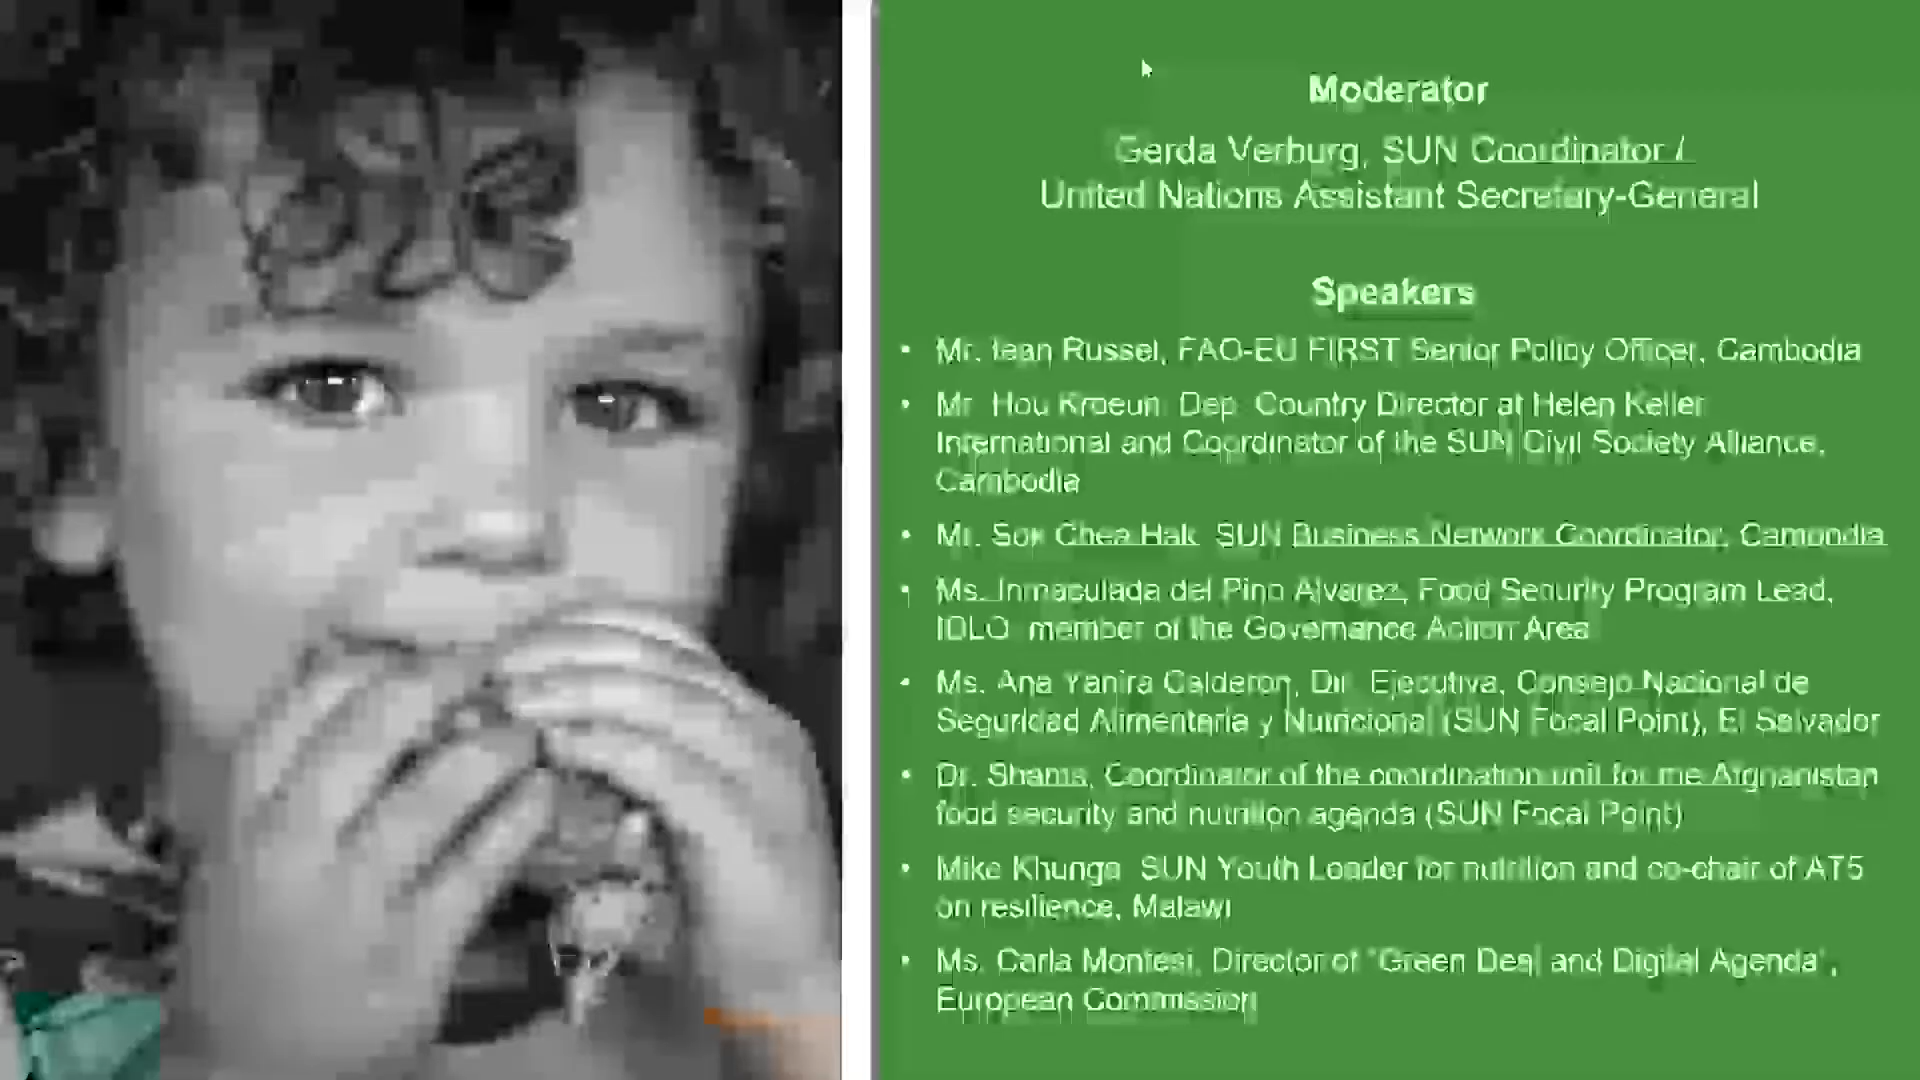 Moderator
Gerda Verburg, SUN Coordinator /
United Nations Assistant Secretary-General
Speakers
• Mr. Iean Russel, FAO-EU FIRST Senior Policy Officer, Cambodia
• Mr. Hou Kroeun, Dep. Country Director at Helen Keller
International and Coordinator of the SUN Civil Society Alliance,
Cambodia
• Mr. Sok Chea Hak, SUN Business Network Coordinator, Cambodia
• Ms. Inmaculada del Pino Alvarez, Food Security Program Lead,
IDLO, member of the Governance Action Area
• Ms. Ana Yanira Calderon, Dir. Ejecutiva, Consejo Nacional de
Seguridad Alimentaria y Nutricional (SUN Focal Point), El Salvador
• Dr. Shams, Coordinator of the coordination unit for the Afghanistan
food security and nutrition agenda (SUN Focal Point)
• Mike Khunga, SUN Youth Leader for nutrition and co-chair of AT5
on resilience, Malawi
• Ms. Carla Montesi, Director of "Green Deal and Digital Agenda",
European Commission